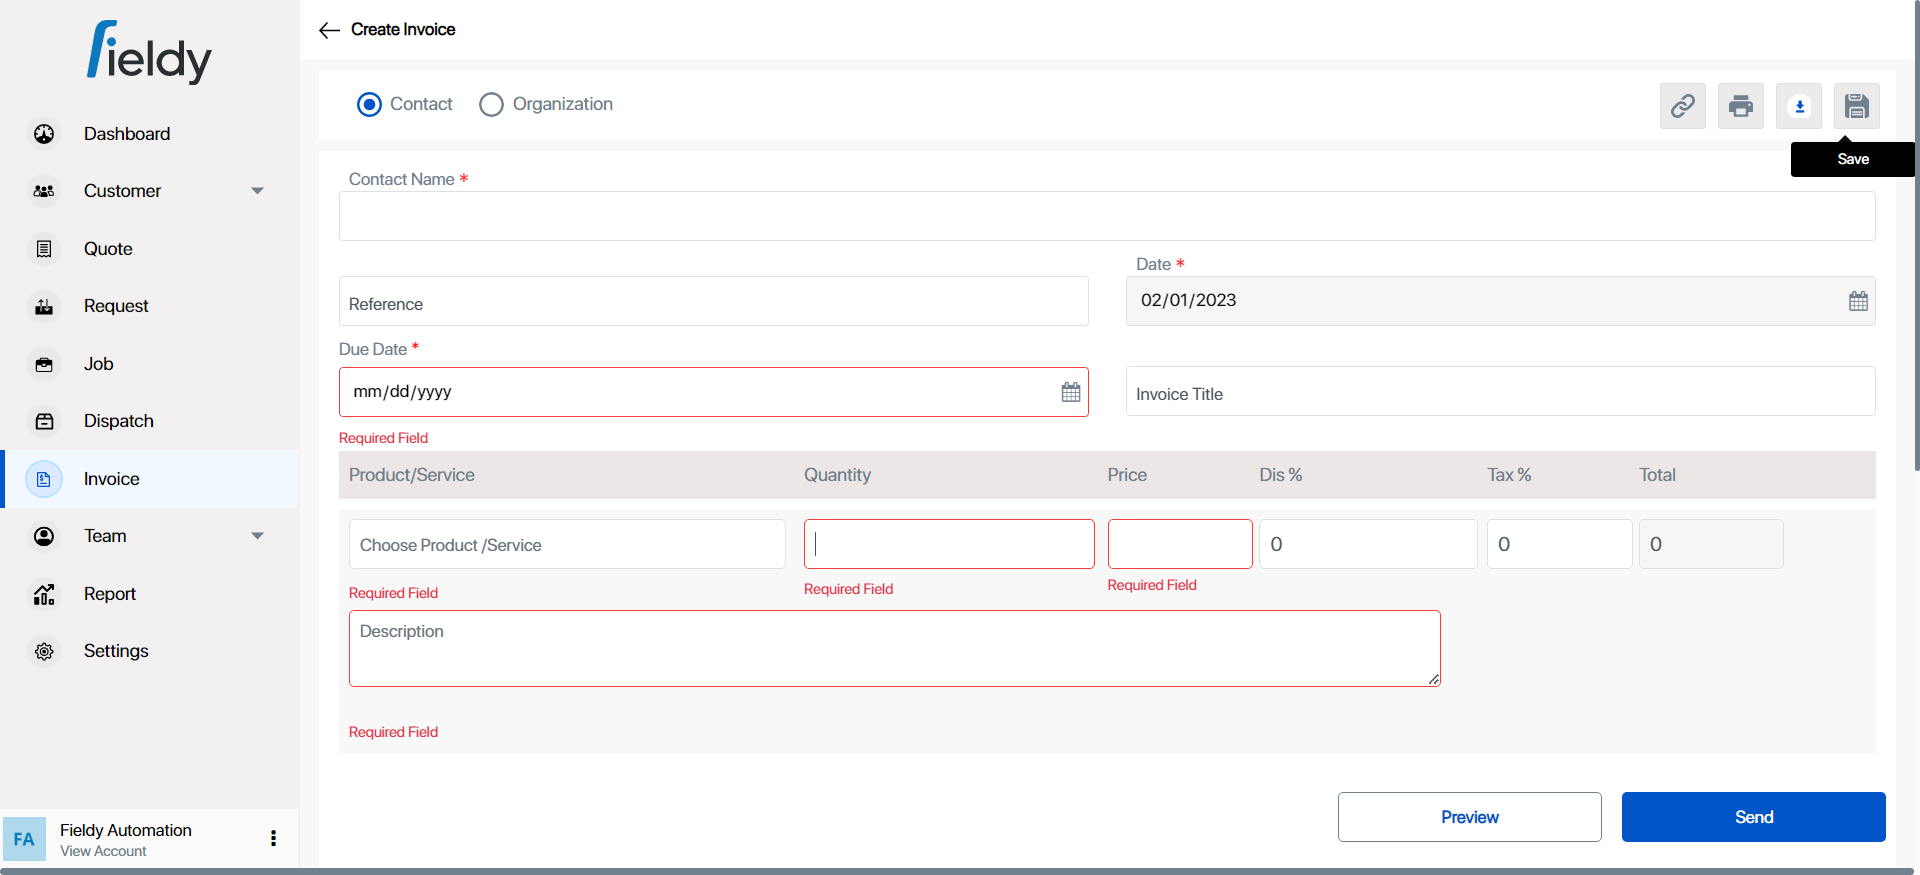 fieldy
Create Invoice
Contact
Organization
Save
Dashboard
Customer
Quote
Request
Job
Dispatch
Invoice
Team
Report
Settings
FA
Fieldy Automation
View Account
Contact Name *
Reference
Date *
02/01/2023
Due Date *
mm/dd/yyyy
Invoice Title
Required Field
Product/Service Quantity Price Dis % Tax % Total
Choose Product /Service 0 0 0
Required Field Required Field Required Field
Description
Required Field
Preview Send